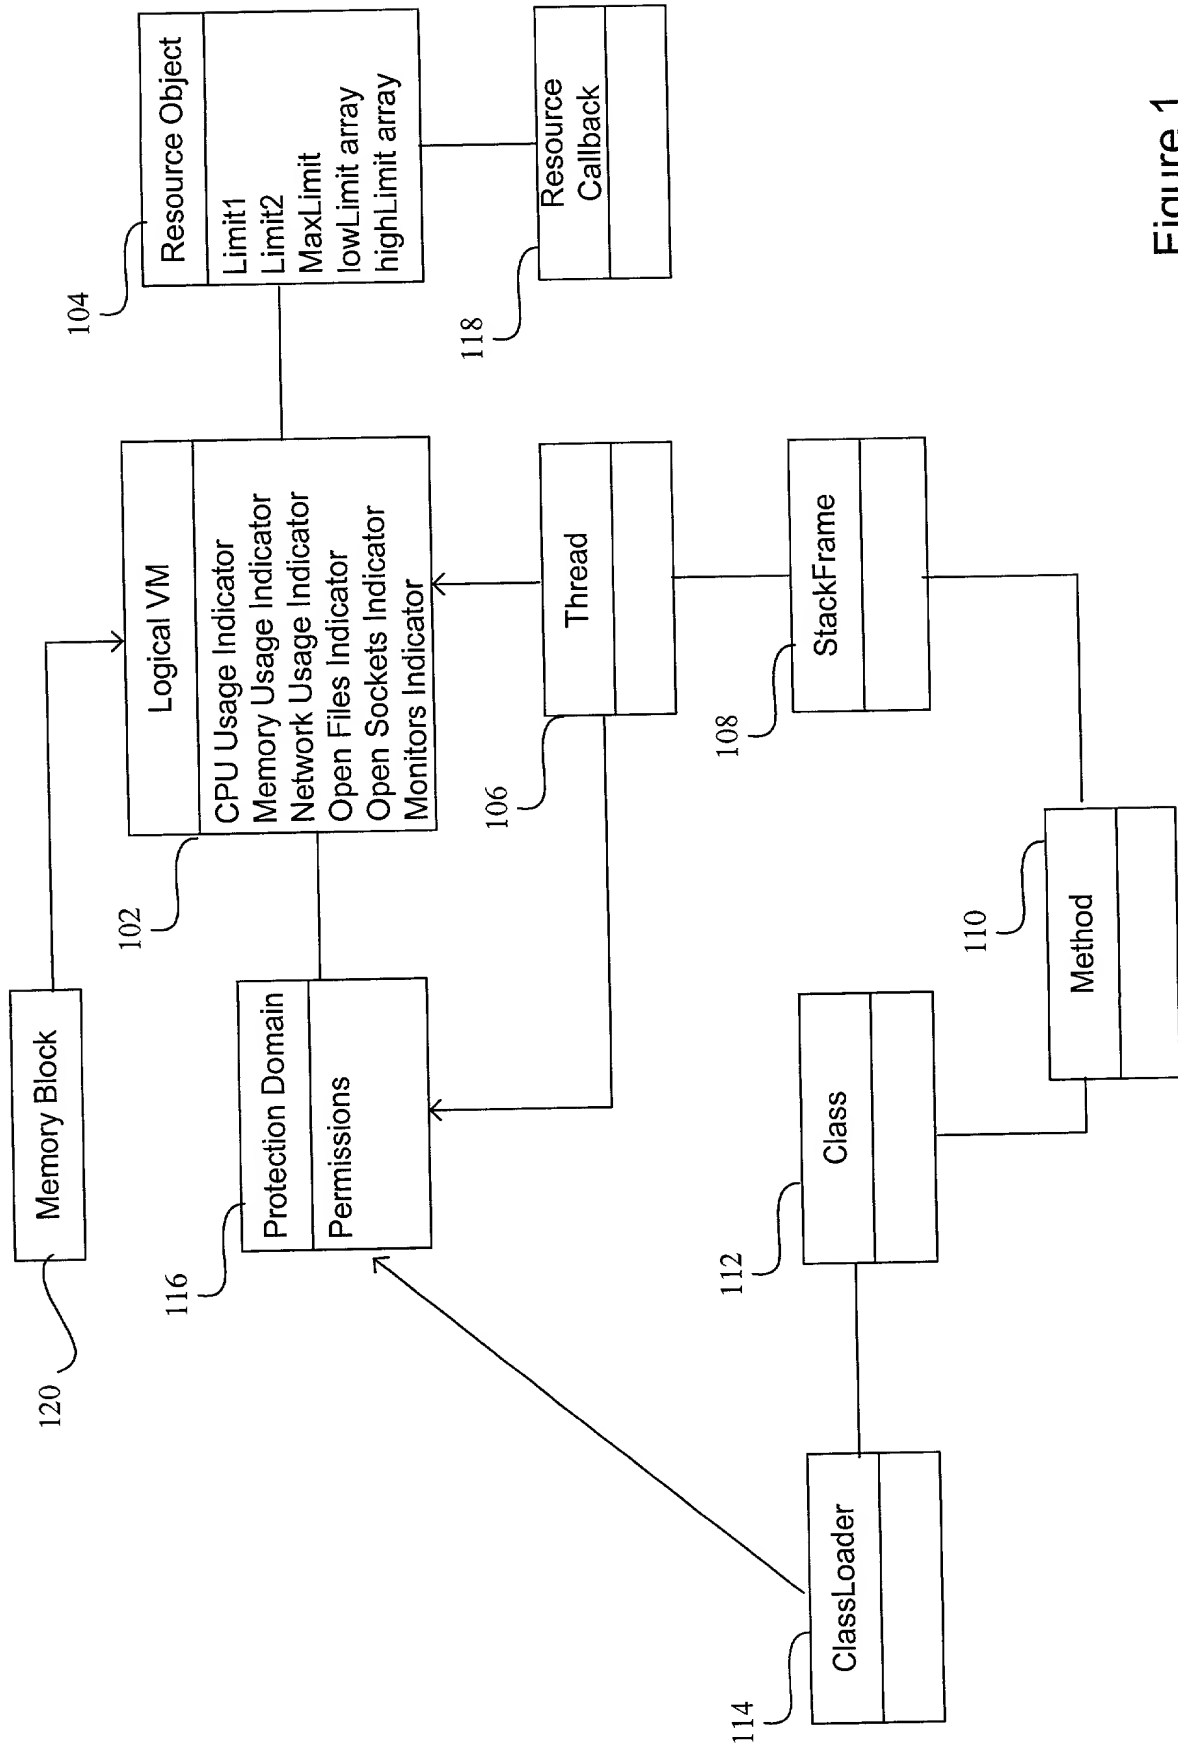 120
Memory Block
102
Logical VM
CPU Usage Indicator
Memory Usage Indicator
Network Usage Indicator
Open Files Indicator
Open Sockets Indicator
Monitors Indicator
104
Resource Object
Limit1
Limit2
MaxLimit
lowLimit array
highLimit array
116
Protection Domain
Permissions
118
Resource
Callback
106
Thread
108
StackFrame
112
Class
114
ClassLoader
110
Method
Figure 1